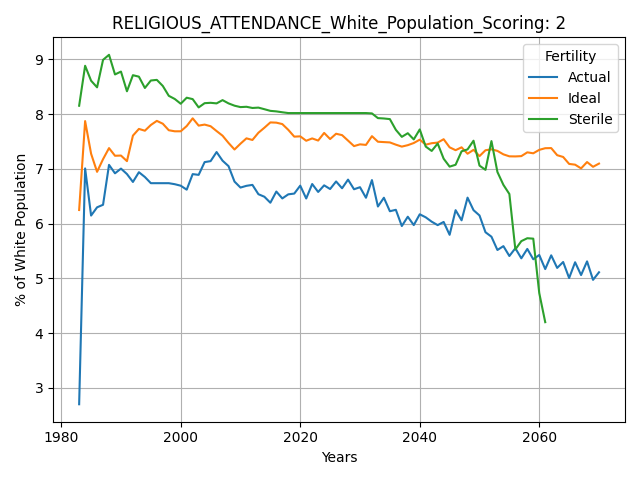 RELIGIOUS_ATTENDANCE_White_Population_Scoring: 2
Fertility
Actual
Ideal
Sterile
% of White Population
9
8
7
6
5
4
3
1980 2000 2020 2040 2060
Years